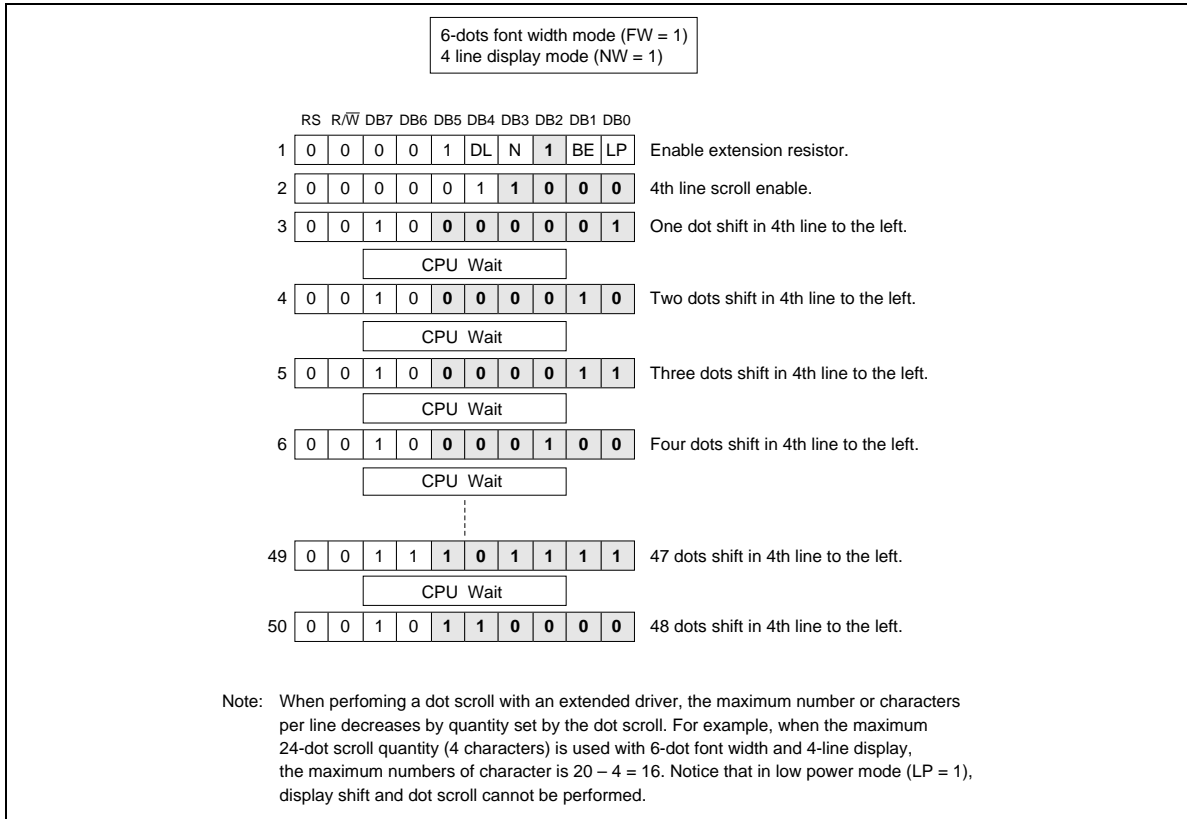 6-dots font width mode (FW = 1)
4 line display mode (NW = 1)
RS R/W̅ DB7 DB6 DB5 DB4 DB3 DB2 DB1 DB0
1 0 0 0 0 1 DL N 1 BE LP Enable extension resistor.
2 0 0 0 0 0 1 1 0 0 0 4th line scroll enable.
3 0 0 1 0 0 0 0 0 0 1 One dot shift in 4th line to the left.
CPU Wait
4 0 0 1 0 0 0 0 0 1 0 Two dots shift in 4th line to the left.
CPU Wait
5 0 0 1 0 0 0 0 0 1 1 Three dots shift in 4th line to the left.
CPU Wait
6 0 0 1 0 0 0 0 1 0 0 Four dots shift in 4th line to the left.
CPU Wait
49 0 0 1 1 1 0 1 1 1 1 47 dots shift in 4th line to the left.
CPU Wait
50 0 0 1 0 1 1 0 0 0 0 48 dots shift in 4th line to the left.
Note: When perfoming a dot scroll with an extended driver, the maximum number or characters
per line decreases by quantity set by the dot scroll. For example, when the maximum
24-dot scroll quantity (4 characters) is used with 6-dot font width and 4-line display,
the maximum numbers of character is 20 – 4 = 16. Notice that in low power mode (LP = 1),
display shift and dot scroll cannot be performed.